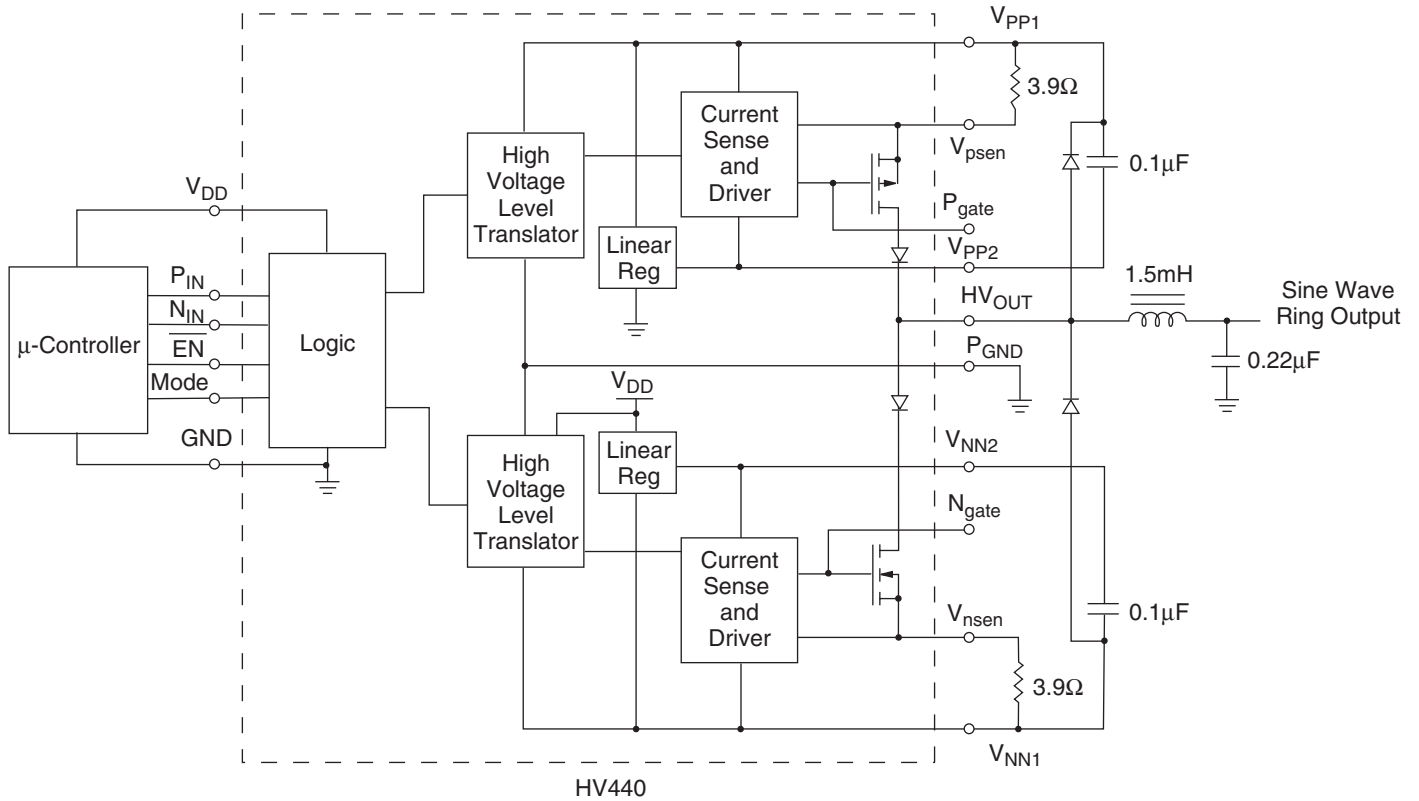 V_PP1
3.9Ω
Current
Sense
and
Driver
V_psen
High
Voltage
Level
Translator
0.1μF
V_DD
P_gate
Linear
Reg
V_PP2
1.5mH
P_IN
N_IN
EN
Mode
μ-Controller
Logic
HV_OUT
Sine Wave
Ring Output
P_GND
0.22μF
V_DD
GND
High
Voltage
Level
Translator
Linear
Reg
V_NN2
N_gate
Current
Sense
and
Driver
V_nsen
0.1μF
3.9Ω
V_NN1
HV440